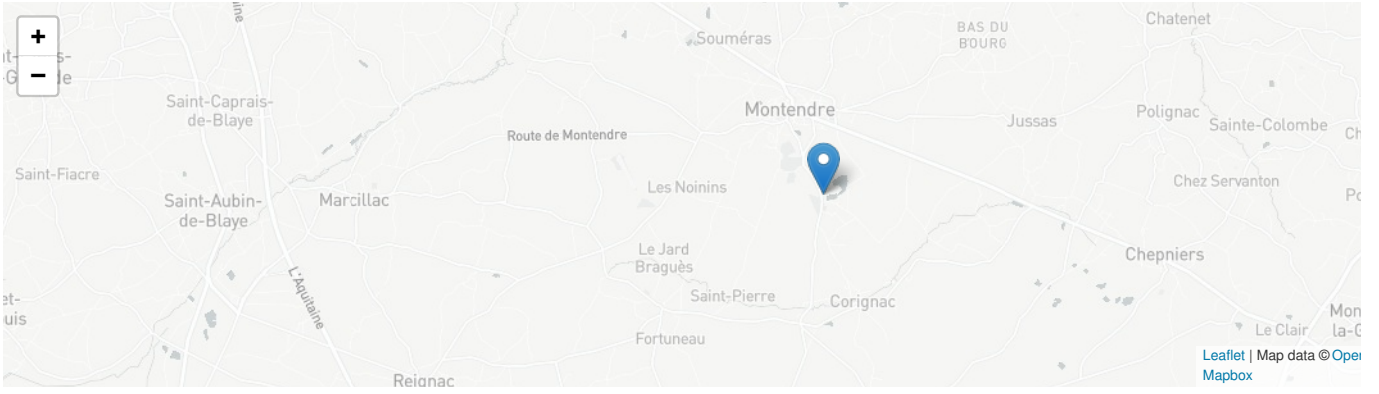 +
−
Chatenet
BAS DU
BOURG
Souméras
Saint-Caprais-
de-Blaye
Montendre
Route de Montendre
Jussas
Polignac
Sainte-Colombe
Saint-Fiacre
Les Noinins
Chez Servanton
Saint-Aubin-
de-Blaye
Marcillac
Le Jard
Braguès
Chepniers
L'Aquitaine
Saint-Pierre
Corignac
Fortuneau
Le Clair
Reignac
Leaflet | Map data © Open
Mapbox